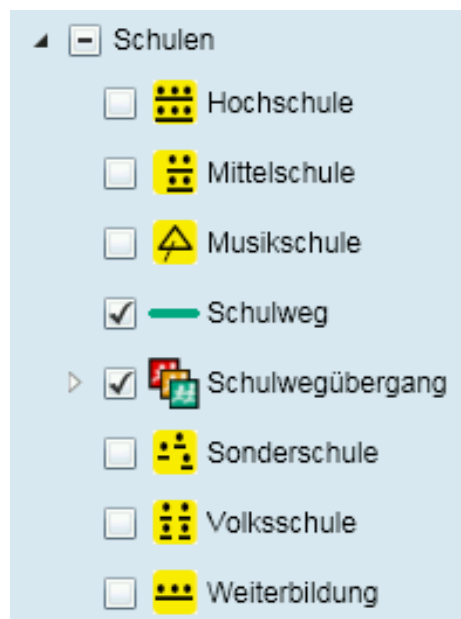 Schulen
Hochschule
Mittelschule
Musikschule
Schulweg
Schulwegübergang
Sonderschule
Volksschule
Weiterbildung